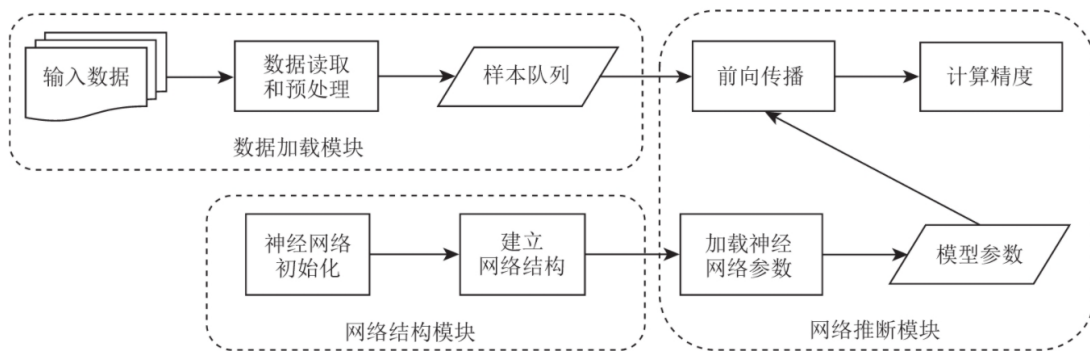 输入数据
数据读取
和预处理
样本队列
数据加载模块
前向传播
计算精度
神经网络
初始化
建立
网络结构
网络结构模块
加载神经
网络参数
模型参数
网络推断模块